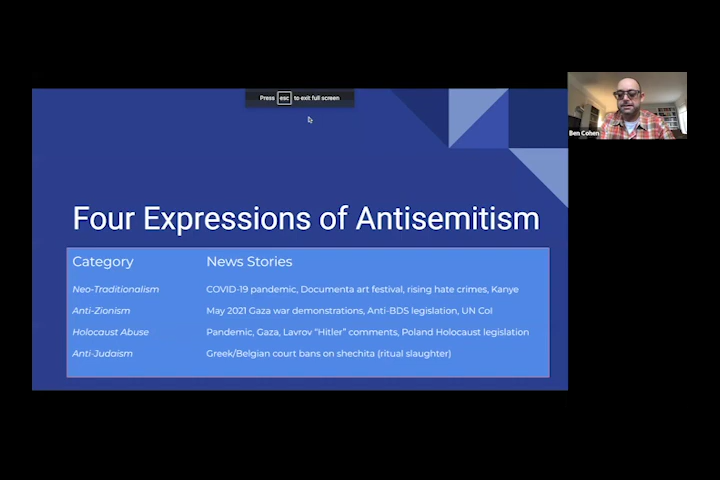 Press esc to exit full screen
Ben Cohen
Four Expressions of Antisemitism
Category News Stories
Neo-Traditionalism COVID-19 pandemic, Documenta art festival, rising hate crimes, Kanye
Anti-Zionism May 2021 Gaza war demonstrations, Anti-BDS legislation, UN CoI
Holocaust Abuse Pandemic, Gaza, Lavrov “Hitler” comments, Poland Holocaust legislation
Anti-Judaism Greek/Belgian court bans on shechita (ritual slaughter)